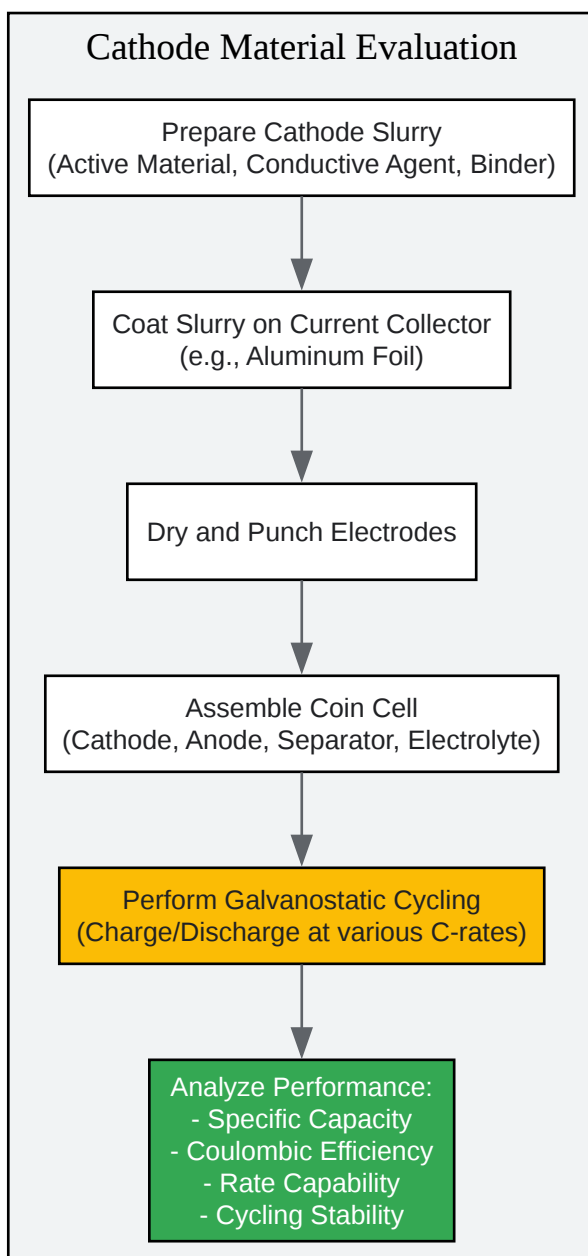 Cathode Material Evaluation
Prepare Cathode Slurry
(Active Material, Conductive Agent, Binder)
Coat Slurry on Current Collector
(e.g., Aluminum Foil)
Dry and Punch Electrodes
Assemble Coin Cell
(Cathode, Anode, Separator, Electrolyte)
Perform Galvanostatic Cycling
(Charge/Discharge at various C-rates)
Analyze Performance:
- Specific Capacity
- Coulombic Efficiency
- Rate Capability
- Cycling Stability